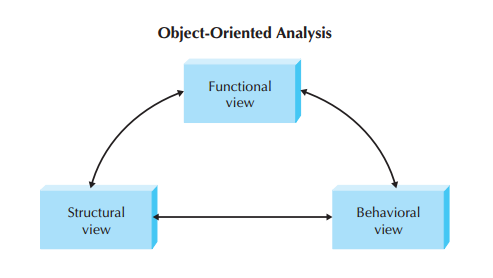 Object-Oriented Analysis
Functional
view
Structural
view
Behavioral
view